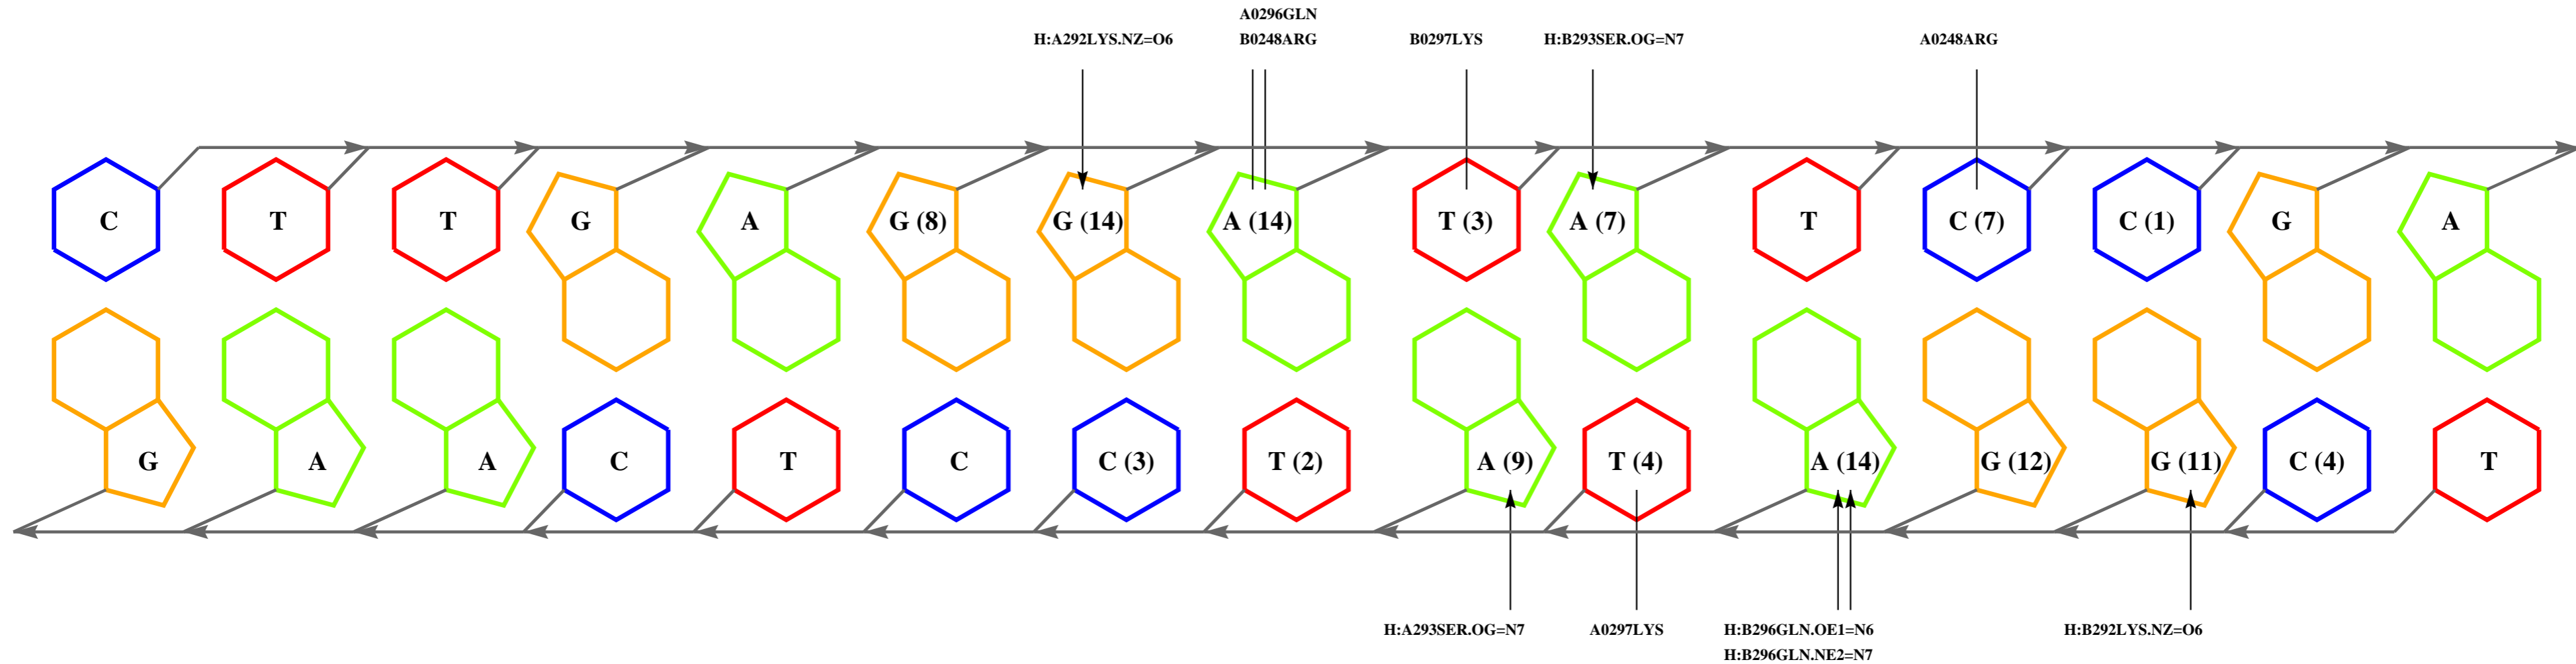 A0296GLN
H:A292LYS.NZ=O6 B0248ARG B0297LYS H:B293SER.OG=N7 A0248ARG
C T T G A G (8) G (14) A (14) T (3) A (7) T C (7) C (1) G A
G A A C T C C (3) T (2) A (9) T (4) A (14) G (12) G (11) C (4) T
H:A293SER.OG=N7 A0297LYS H:B296GLN.OE1=N6 H:B292LYS.NZ=O6
H:B296GLN.NE2=N7